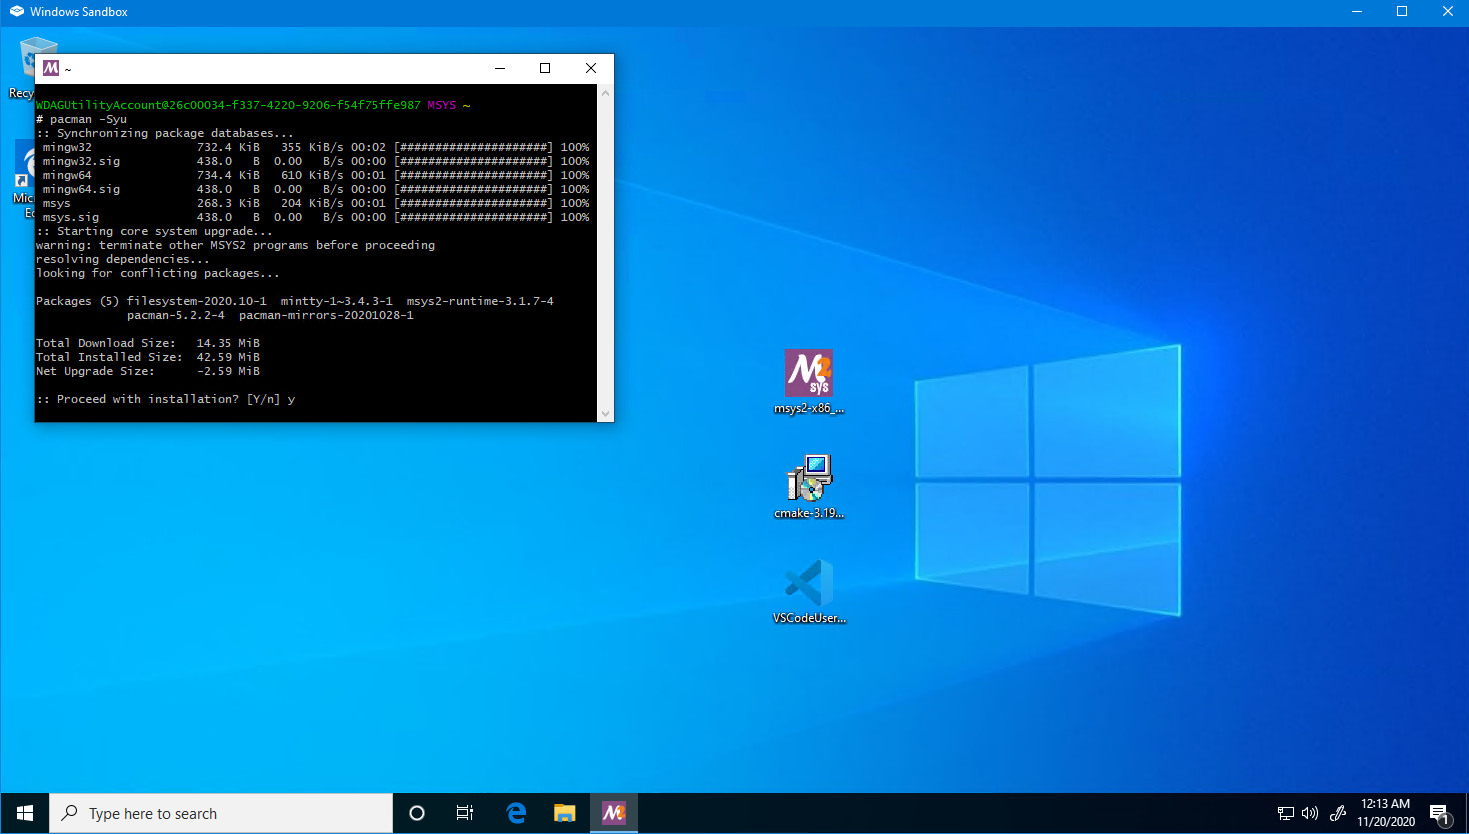 Windows Sandbox
~
WDAGUtilityAccount@26c00034-f337-4220-9206-f54f75ffe987 MSYS ~
# pacman -Syu
:: Synchronizing package databases...
mingw32 732.4 KiB 355 KiB/s 00:02 [#####################] 100%
mingw32.sig 438.0 B 0.00 B/s 00:00 [#####################] 100%
mingw64 734.4 KiB 610 KiB/s 00:01 [#####################] 100%
mingw64.sig 438.0 B 0.00 B/s 00:00 [#####################] 100%
msys 268.3 KiB 204 KiB/s 00:01 [#####################] 100%
msys.sig 438.0 B 0.00 B/s 00:00 [#####################] 100%
:: Starting core system upgrade...
warning: terminate other MSYS2 programs before proceeding
resolving dependencies...
looking for conflicting packages...
Packages (5) filesystem-2020.10-1 mintty-1~3.4.3-1 msys2-runtime-3.1.7-4
pacman-5.2.2-4 pacman-mirrors-20201028-1
Total Download Size: 14.35 MiB
Total Installed Size: 42.59 MiB
Net Upgrade Size: -2.59 MiB
:: Proceed with installation? [Y/n] y
Recy
Mic
E
M2
sys
msys2-x86_...
cmake-3.19...
VSCodeUser...
Type here to search
12:13 AM
11/20/2020
1